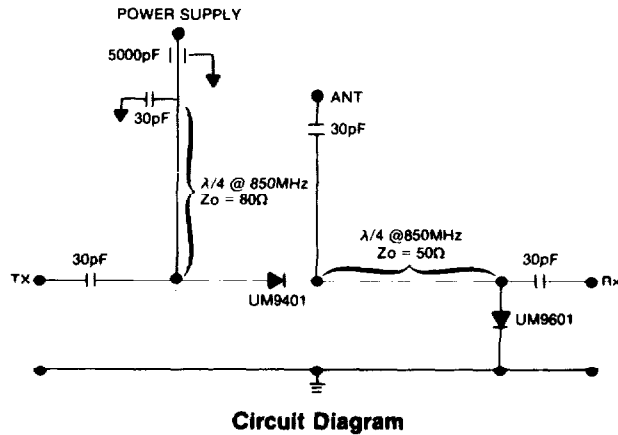 POWER SUPPLY
5000pF
30pF
ANT
30pF
λ/4 @ 850MHz
Zo = 80Ω
λ/4 @850MHz
Zo = 50Ω
TX
30pF
30pF
Rx
UM9401
UM9601
Circuit Diagram